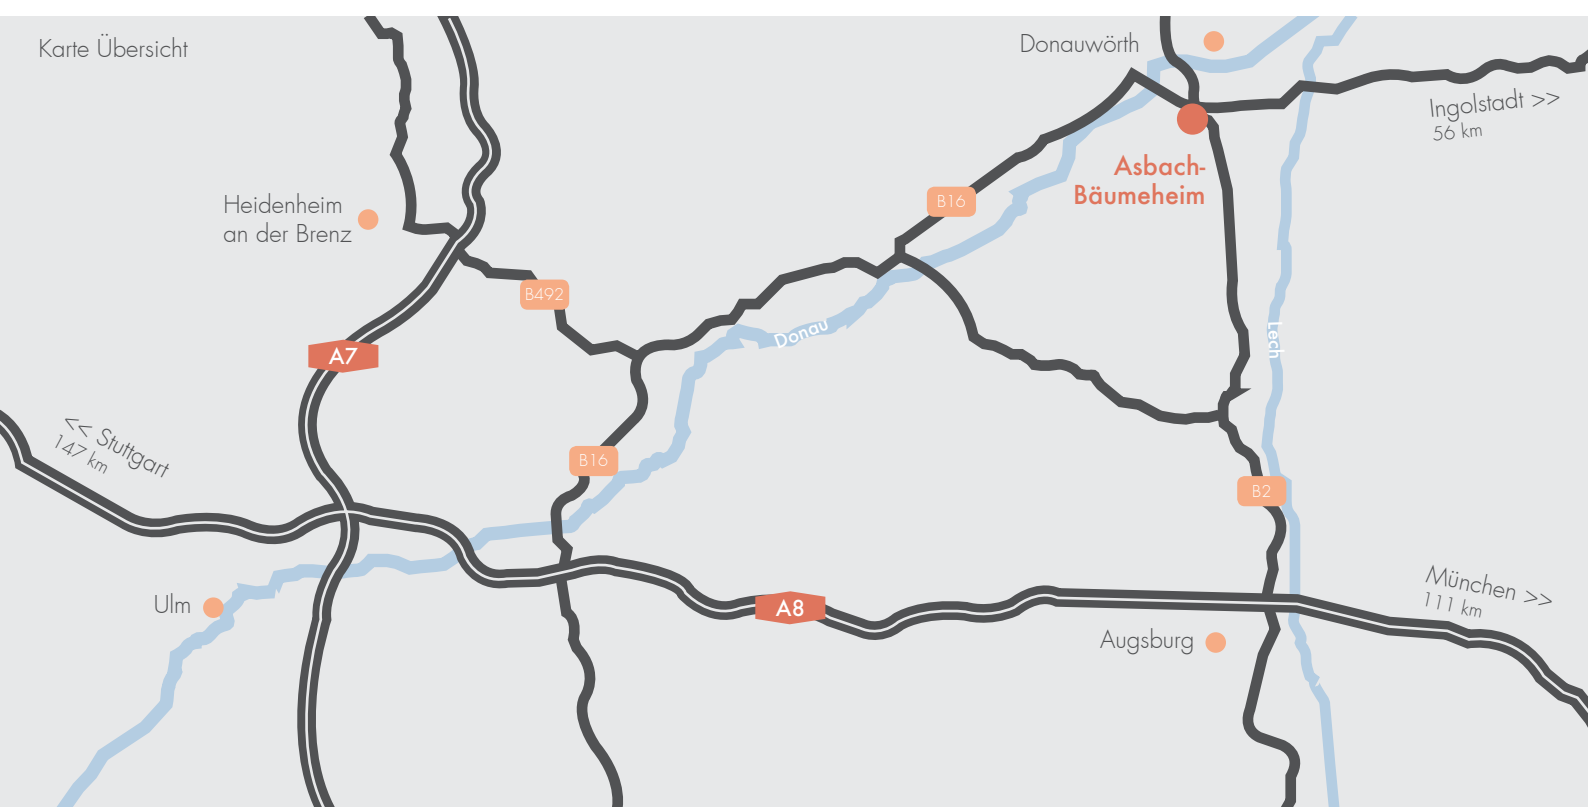 Karte Übersicht
Donauwörth
Ingolstadt >>
56 km
Asbach-
Bäumeheim
B16
Heidenheim
an der Brenz
B492
A7
Donau
Lech
<< Stuttgart
147 km
B16
B2
Ulm
A8
München >>
111 km
Augsburg